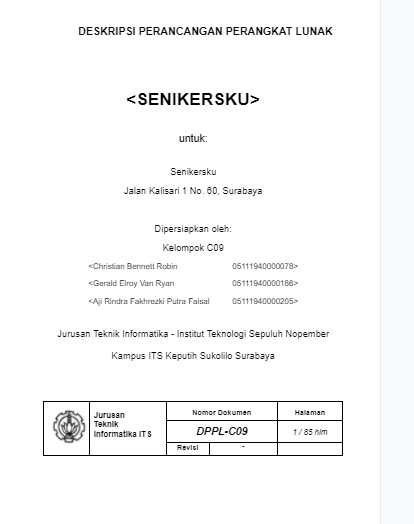 DESKRIPSI PERANCANGAN PERANGKAT LUNAK
<SENIKERSKU>
untuk:
Senikersku
Jalan Kalisari 1 No. 60, Surabaya
Dipersiapkan oleh:
Kelompok C09
<Christian Bennett Robin 05111940000078>
<Gerald Elroy Van Ryan 05111940000186>
<Aji Rindra Fakhrezki Putra Faisal 05111940000205>
Jurusan Teknik Informatika - Institut Teknologi Sepuluh Nopember
Kampus ITS Keputih Sukolilo Surabaya
Jurusan
Teknik
Informatika ITS
Nomor Dokumen
Halaman
DPPL-C09
1 / 85 hlm
Revisi
-